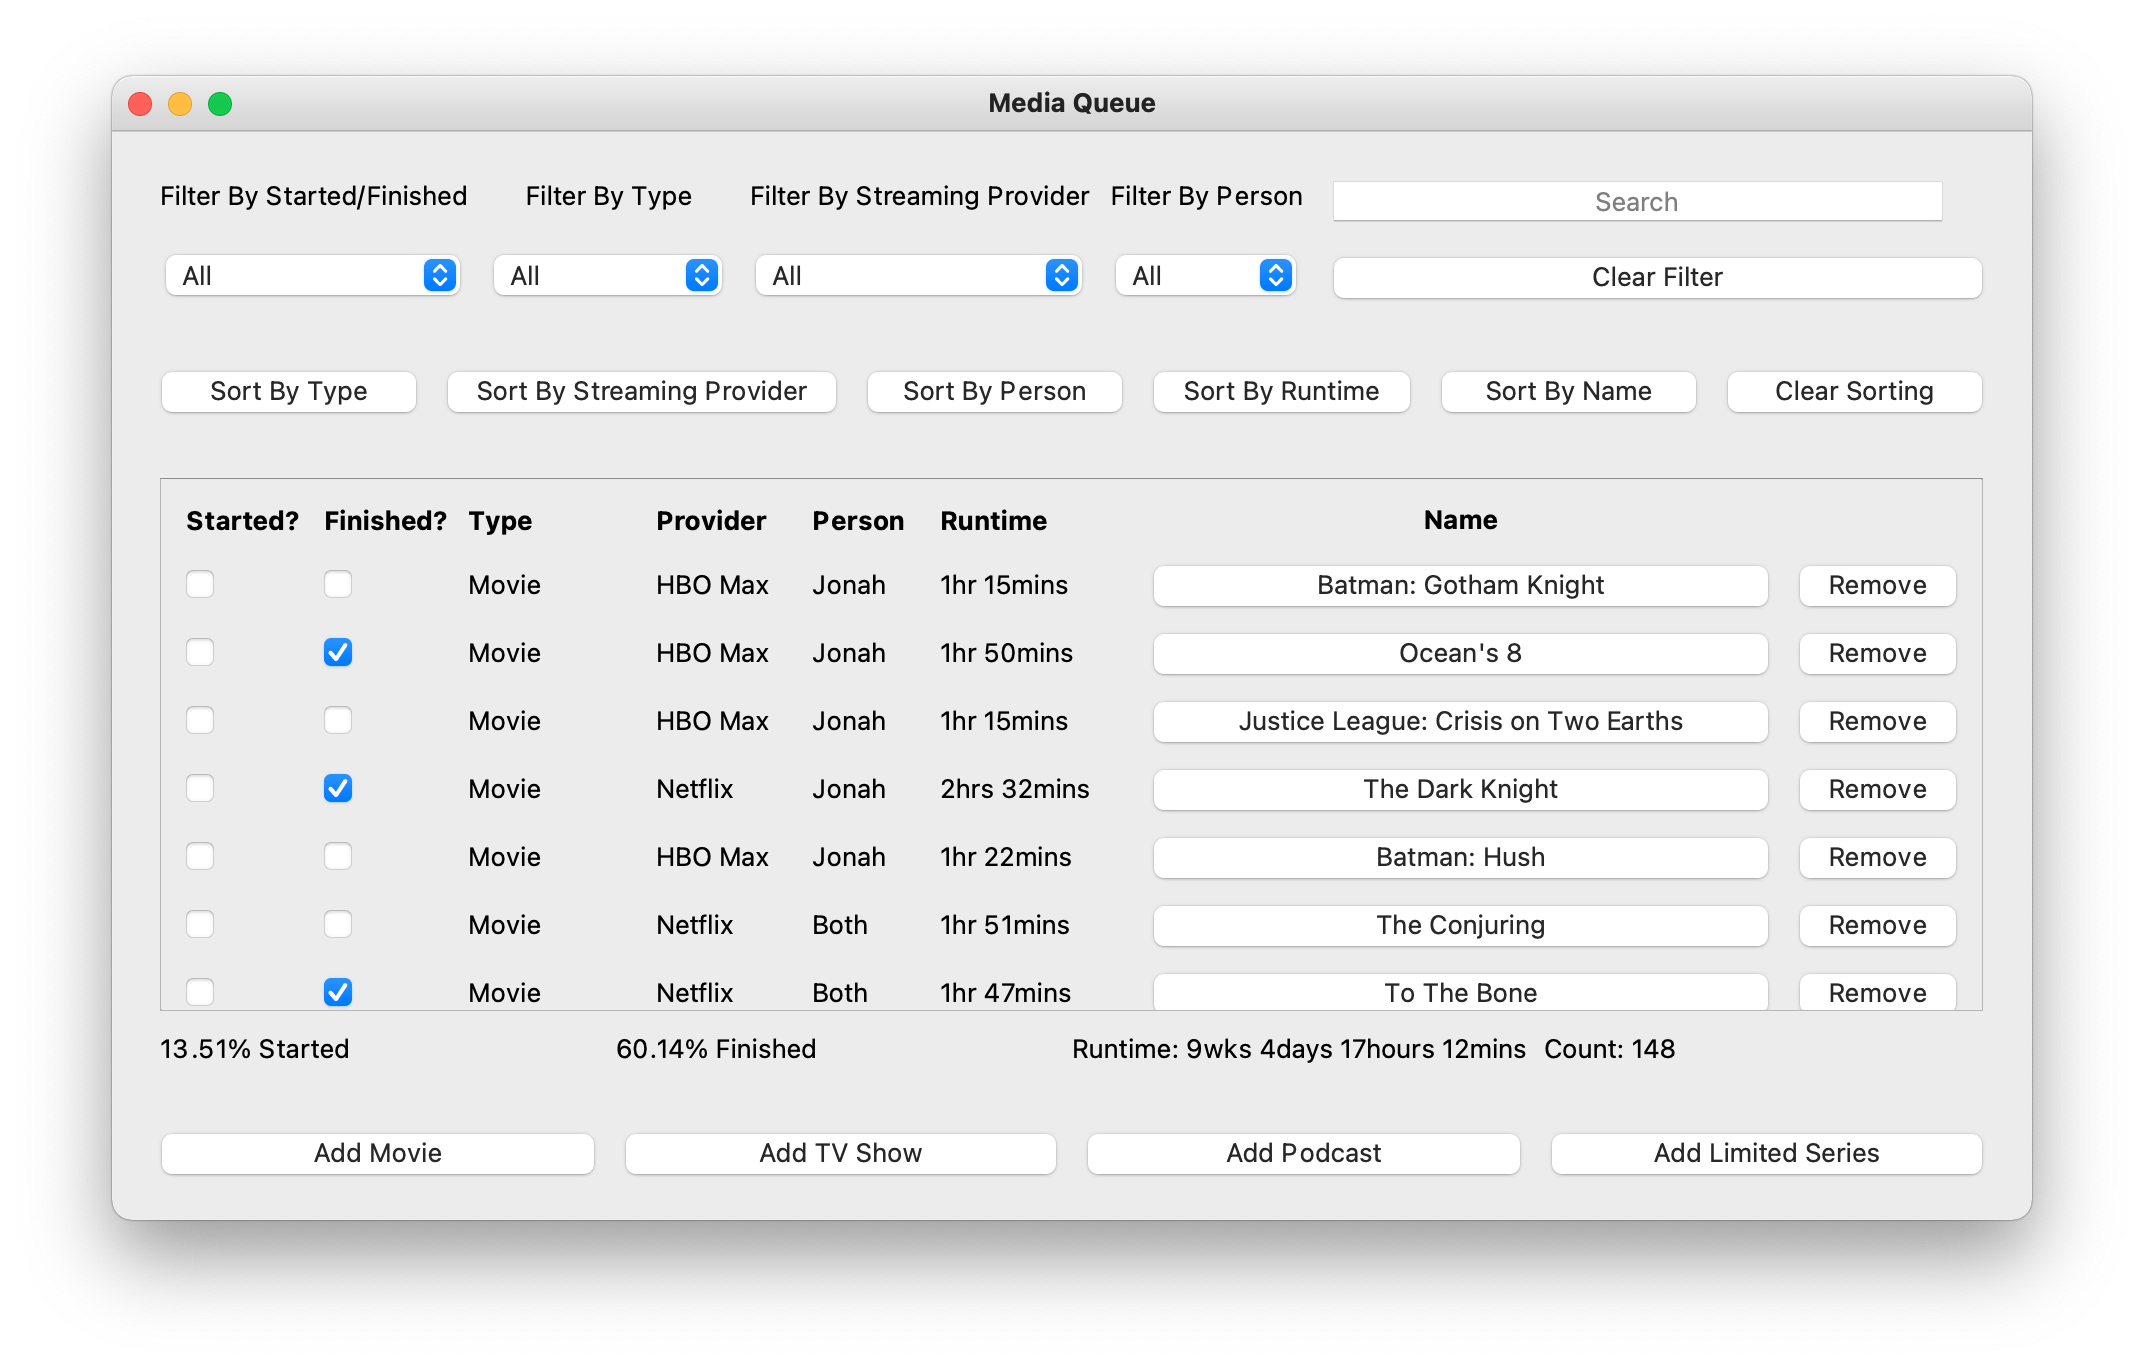 Media Queue
Filter By Started/Finished Filter By Type Filter By Streaming Provider Filter By Person Search
All All All All Clear Filter
Sort By Type Sort By Streaming Provider Sort By Person Sort By Runtime Sort By Name Clear Sorting
Started? Finished? Type Provider Person Runtime Name
Movie HBO Max Jonah 1hr 15mins Batman: Gotham Knight Remove
Movie HBO Max Jonah 1hr 50mins Ocean's 8 Remove
Movie HBO Max Jonah 1hr 15mins Justice League: Crisis on Two Earths Remove
Movie Netflix Jonah 2hrs 32mins The Dark Knight Remove
Movie HBO Max Jonah 1hr 22mins Batman: Hush Remove
Movie Netflix Both 1hr 51mins The Conjuring Remove
Movie Netflix Both 1hr 47mins To The Bone Remove
13.51% Started 60.14% Finished Runtime: 9wks 4days 17hours 12mins Count: 148
Add Movie Add TV Show Add Podcast Add Limited Series